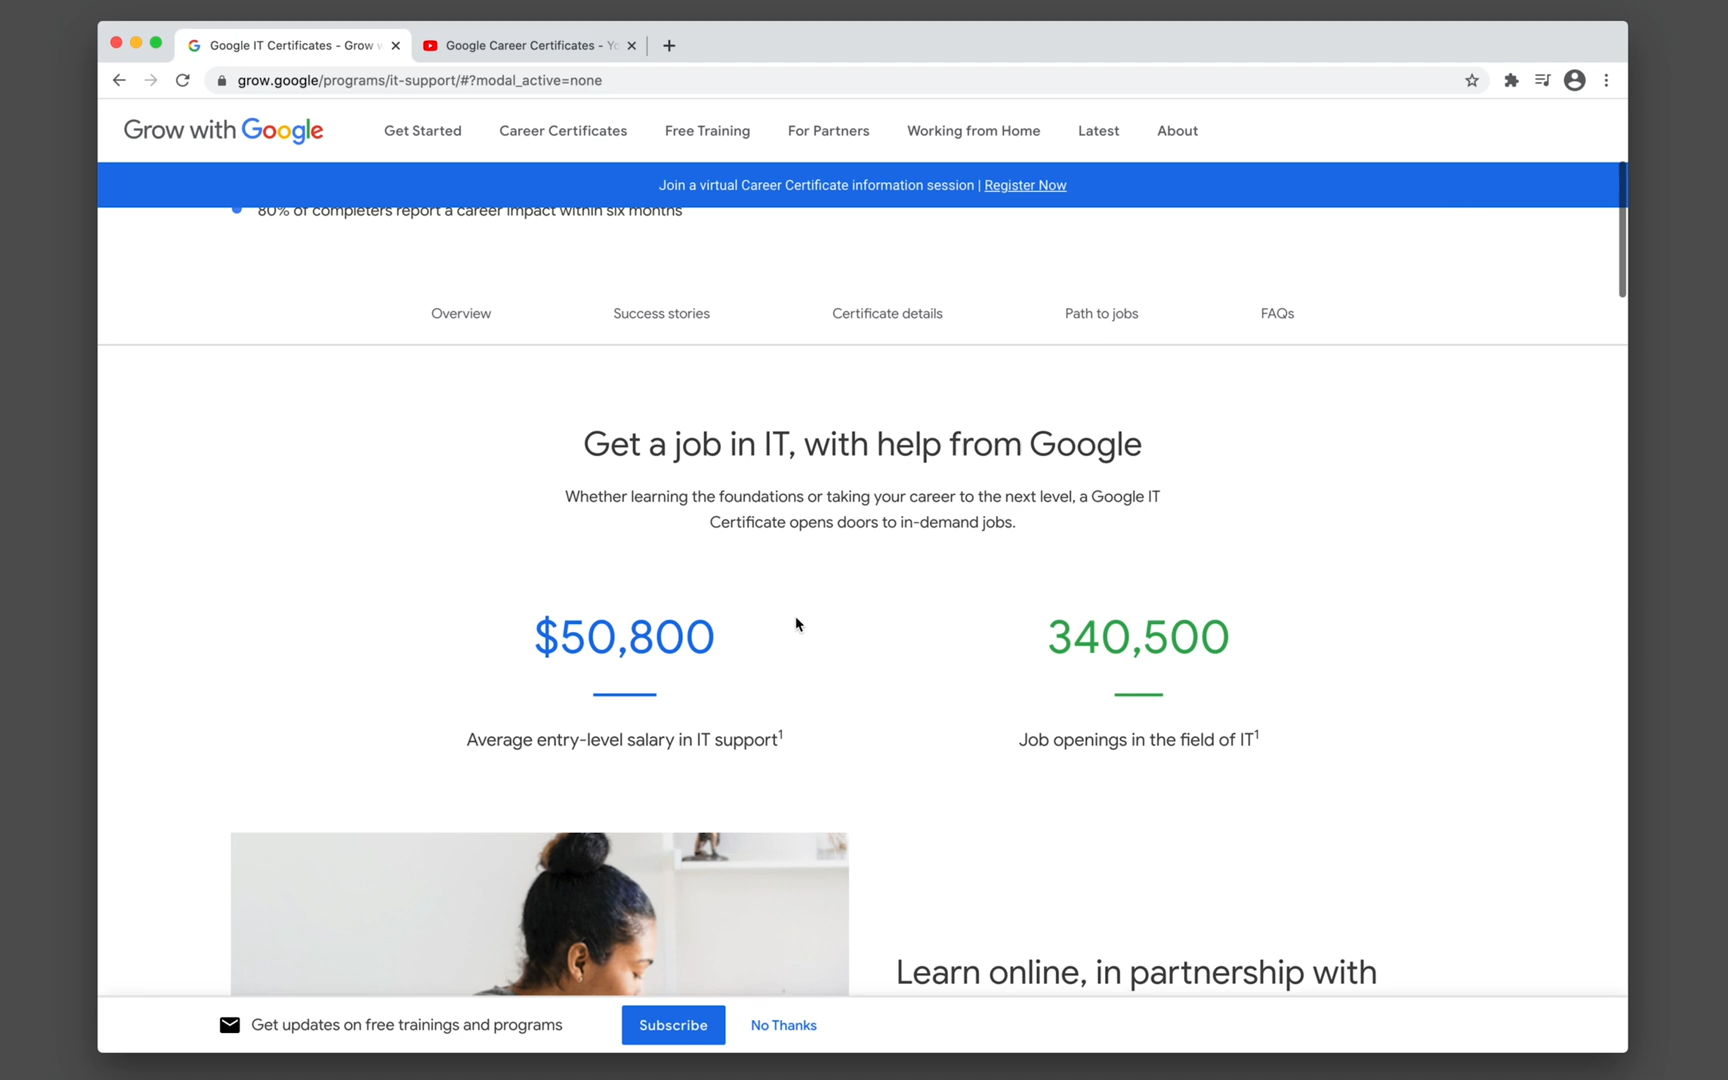 Google IT Certificates - Grow w
Google Career Certificates - Yo
grow.google/programs/it-support/#?modal_active=none
Grow with Google
Get Started
Career Certificates
Free Training
For Partners
Working from Home
Latest
About
Join a virtual Career Certificate information session | Register Now
80% of completers report a career impact within six months
Overview
Success stories
Certificate details
Path to jobs
FAQs
Get a job in IT, with help from Google
Whether learning the foundations or taking your career to the next level, a Google IT
Certificate opens doors to in-demand jobs.
$50,800
340,500
Average entry-level salary in IT support¹
Job openings in the field of IT¹
Learn online, in partnership with
Get updates on free trainings and programs
Subscribe
No Thanks